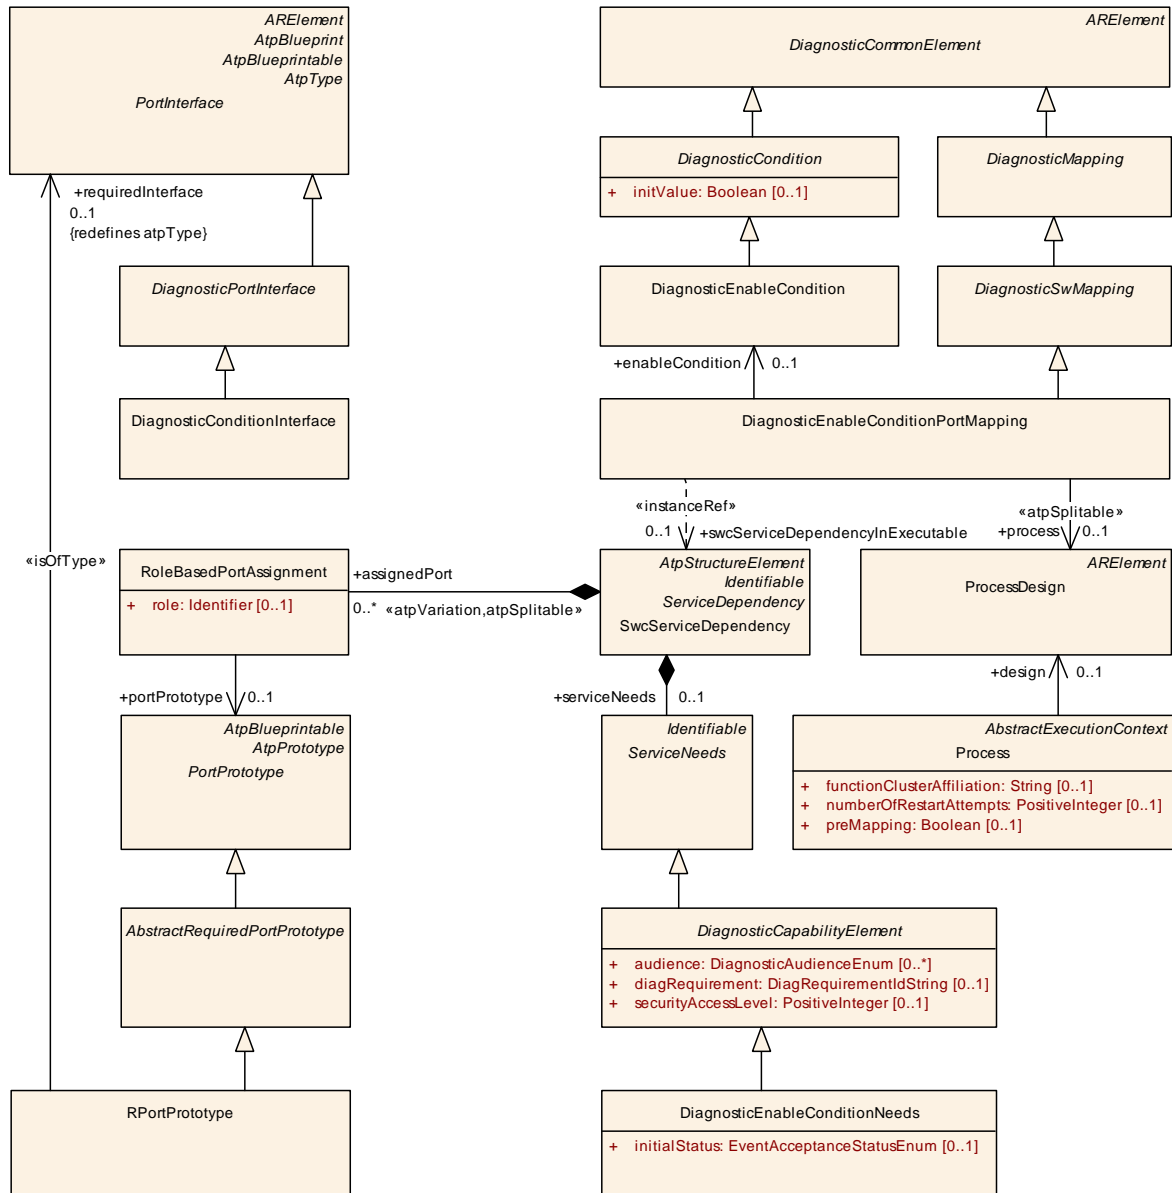 ARElement
AtpBlueprint
AtpBlueprintable
AtpType
PortInterface
ARElement
DiagnosticCommonElement
DiagnosticCondition
+ initValue: Boolean [0..1]
DiagnosticMapping
+requiredInterface
0..1
{redefines atpType}
DiagnosticPortInterface
DiagnosticEnableCondition
DiagnosticSwMapping
+enableCondition
0..1
DiagnosticConditionInterface
DiagnosticEnableConditionPortMapping
«instanceRef»
0..1
+swcServiceDependencyInExecutable
«atpSplitable»
+process
0..1
«isOfType»
RoleBasedPortAssignment
+ role: Identifier [0..1]
+assignedPort
0..*
«atpVariation,atpSplitable»
AtpStructureElement
Identifiable
ServiceDependency
SwcServiceDependency
ARElement
ProcessDesign
+portPrototype
0..1
+serviceNeeds
0..1
+design
0..1
AtpBlueprintable
AtpPrototype
PortPrototype
Identifiable
ServiceNeeds
AbstractExecutionContext
Process
+ functionClusterAffiliation: String [0..1]
+ numberOfRestartAttempts: PositiveInteger [0..1]
+ preMapping: Boolean [0..1]
AbstractRequiredPortPrototype
DiagnosticCapabilityElement
+ audience: DiagnosticAudienceEnum [0..*]
+ diagRequirement: DiagRequirementIdString [0..1]
+ securityAccessLevel: PositiveInteger [0..1]
RPortPrototype
DiagnosticEnableConditionNeeds
+ initialStatus: EventAcceptanceStatusEnum [0..1]